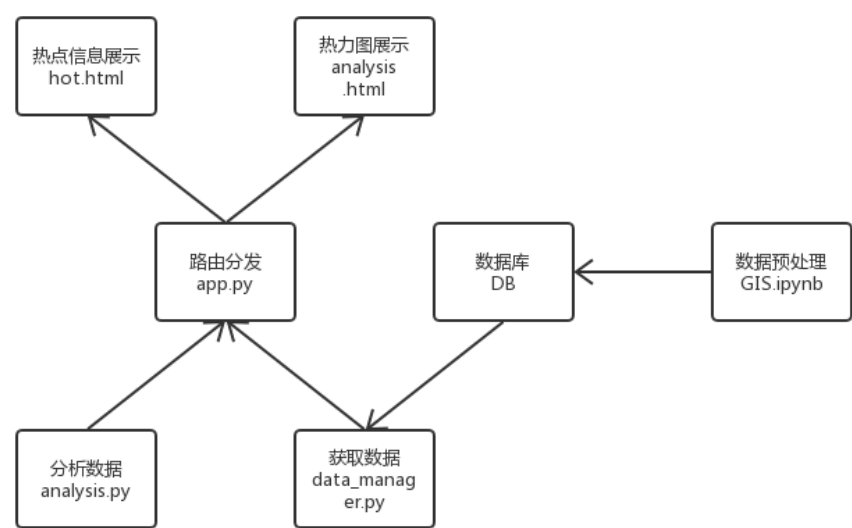 热点信息展示
hot.html
热力图展示
analysis
.html
路由分发
app.py
数据库
DB
数据预处理
GIS.ipynb
分析数据
analysis.py
获取数据
data_manag
er.py